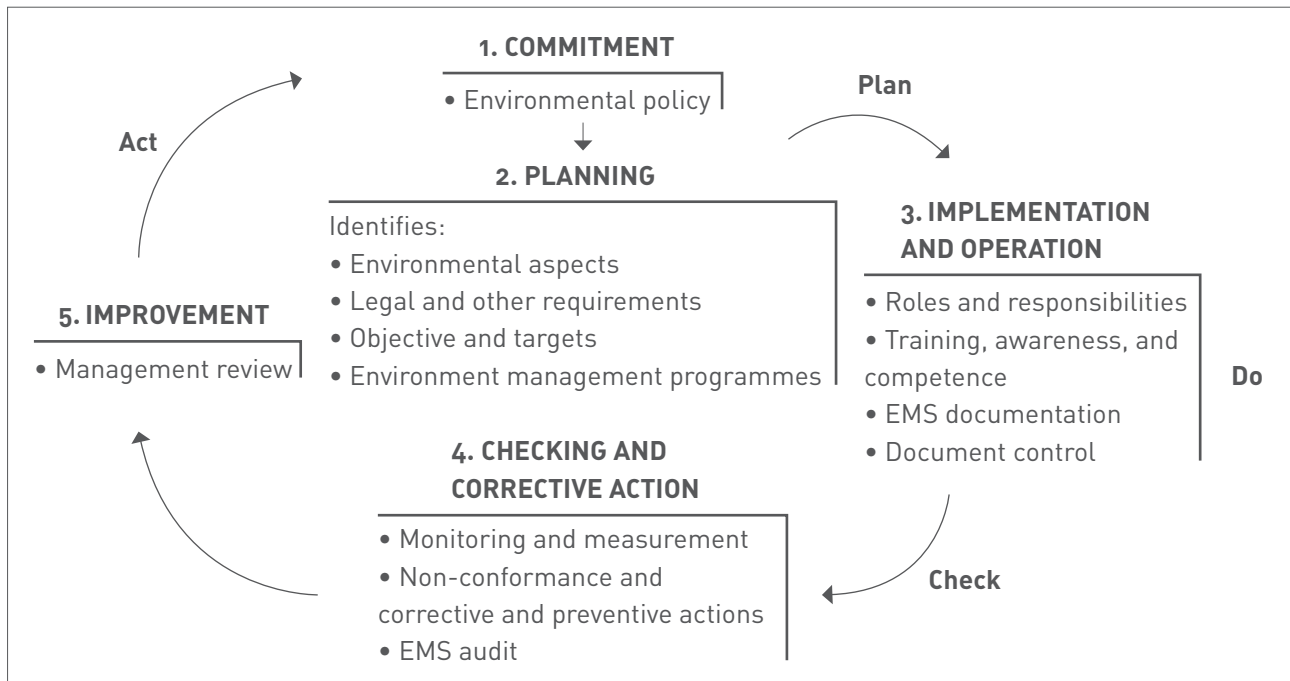 1. COMMITMENT
• Environmental policy
Plan
Act
2. PLANNING
Identifies:
• Environmental aspects
• Legal and other requirements
• Objective and targets
• Environment management programmes
3. IMPLEMENTATION
AND OPERATION
• Roles and responsibilities
• Training, awareness, and
competence
• EMS documentation
• Document control
Do
5. IMPROVEMENT
• Management review
4. CHECKING AND
CORRECTIVE ACTION
• Monitoring and measurement
• Non-conformance and
corrective and preventive actions
• EMS audit
Check